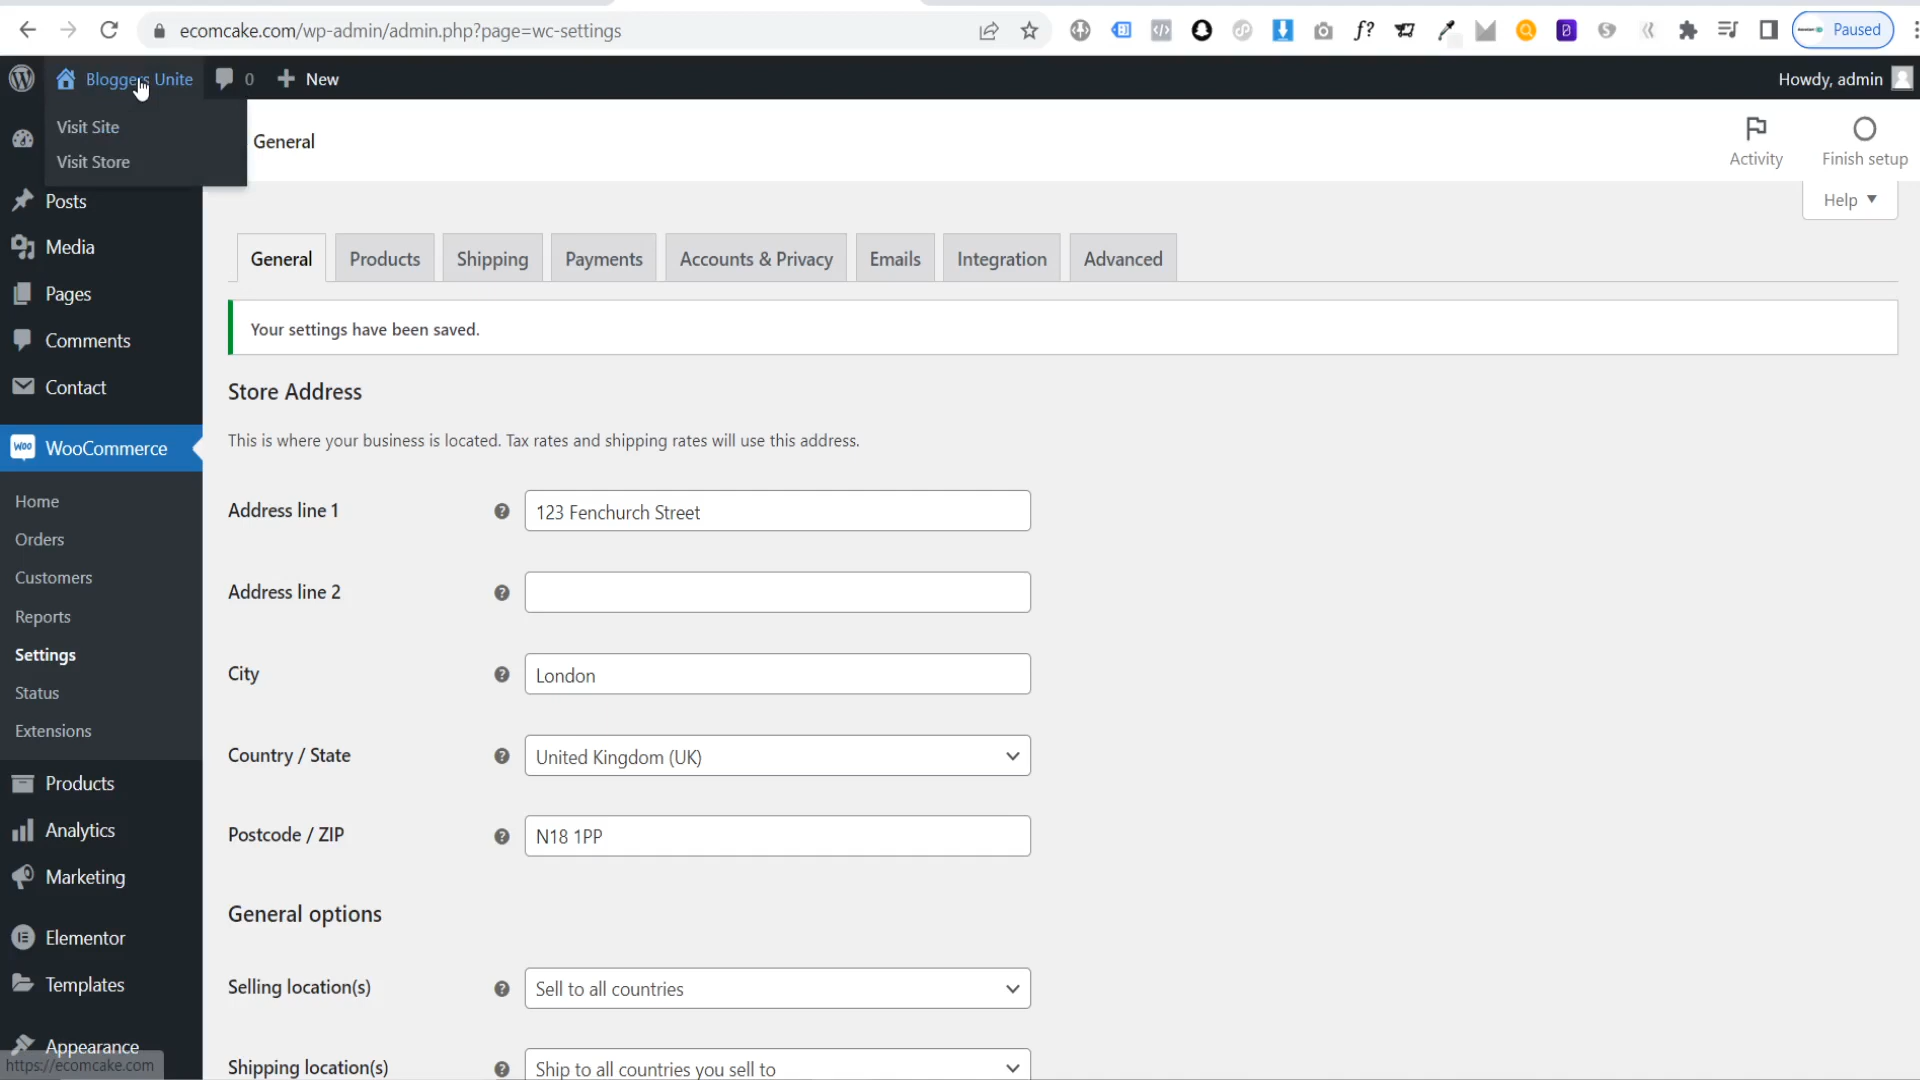 ecomcake.com/wp-admin/admin.php?page=wc-settings
f?
Paused
Bloggers Unite
0
New
Howdy, admin
Visit Site
Visit Store
General
Activity
Finish setup
Help
Posts
Media
Pages
Comments
Contact
WOO
WooCommerce
Home
Orders
Customers
Reports
Settings
Status
Extensions
Products
Analytics
Marketing
Elementor
Templates
Appearance
https://ecomcake.com
General
Products
Shipping
Payments
Accounts & Privacy
Emails
Integration
Advanced
Your settings have been saved.
Store Address
This is where your business is located. Tax rates and shipping rates will use this address.
Address line 1
123 Fenchurch Street
Address line 2
City
London
Country / State
United Kingdom (UK)
Postcode / ZIP
N18 1PP
General options
Selling location(s)
Sell to all countries
Shipping location(s)
Ship to all countries you sell to